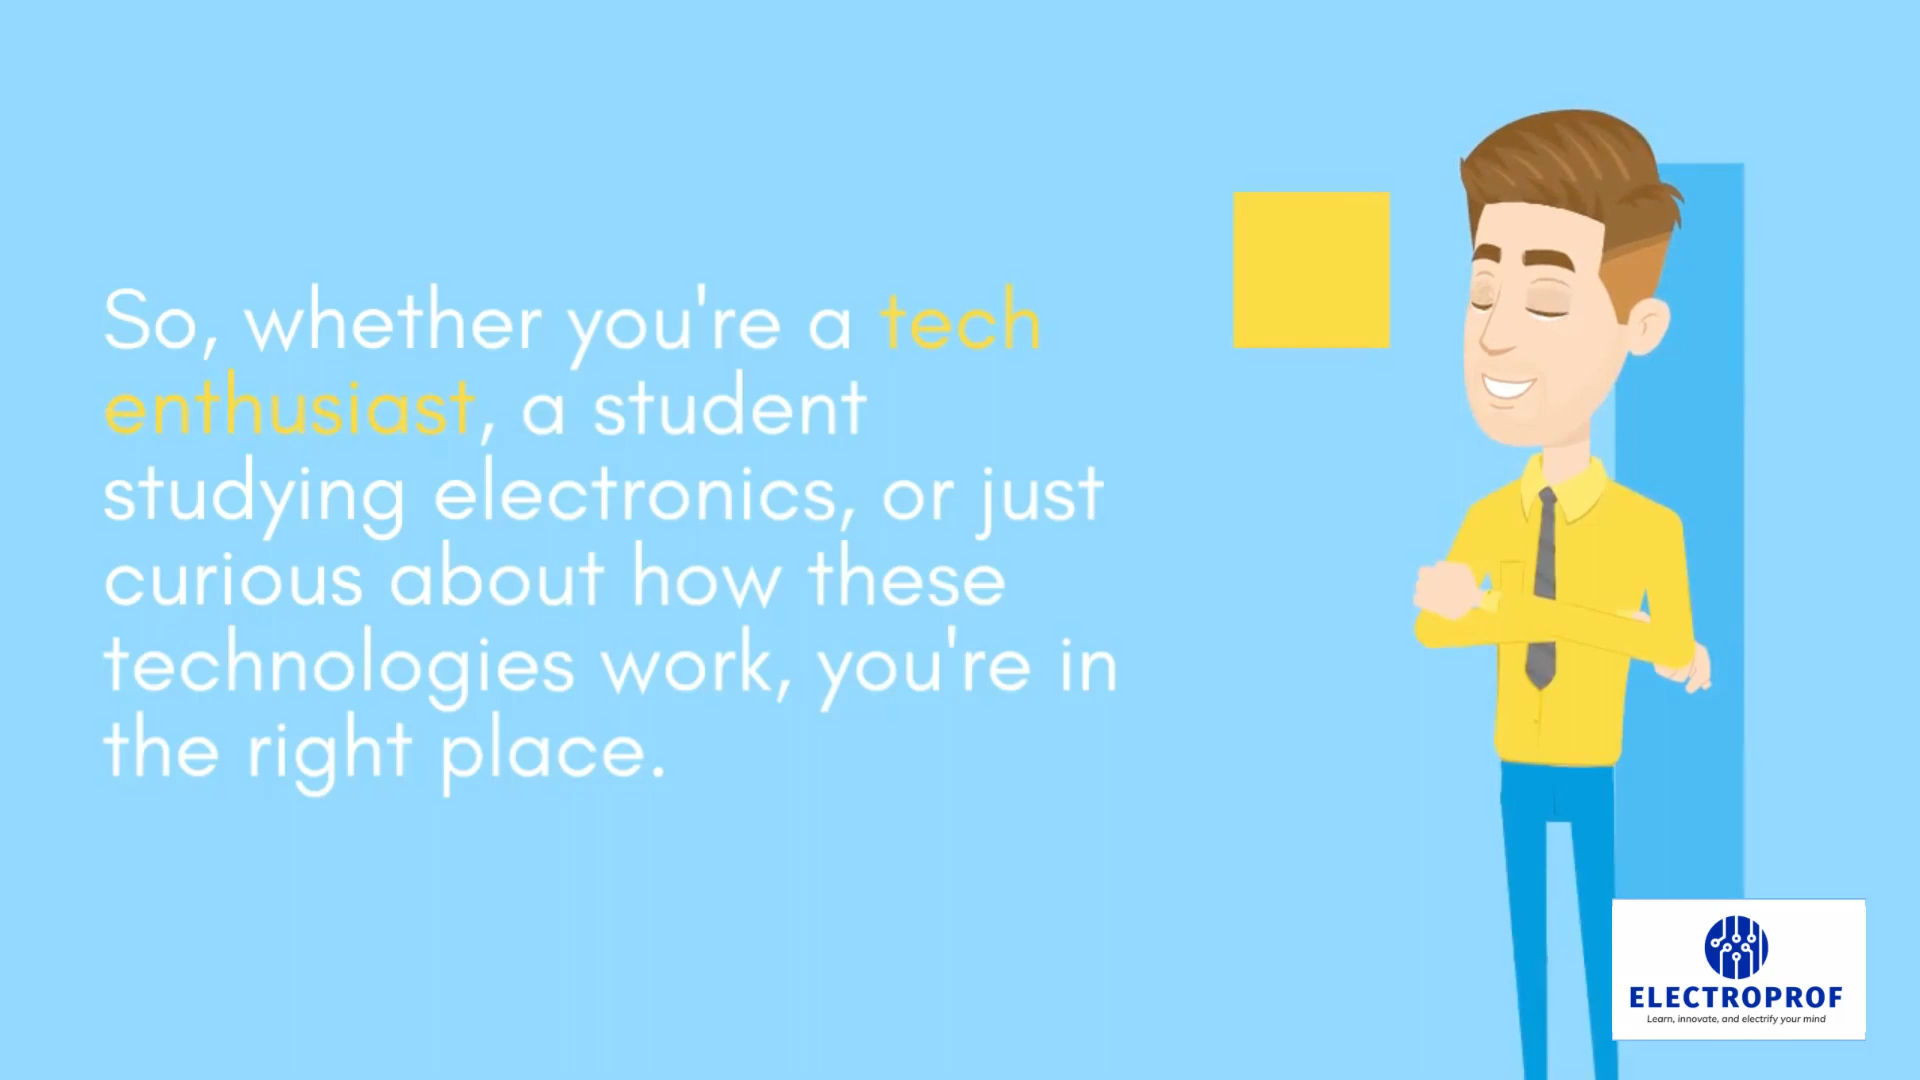 So, whether you're a tech
enthusiast, a student
studying electronics, or just
curious about how these
technologies work, you're in
the right place.
ELECTROPROF
Learn, innovate, and electrify your mind